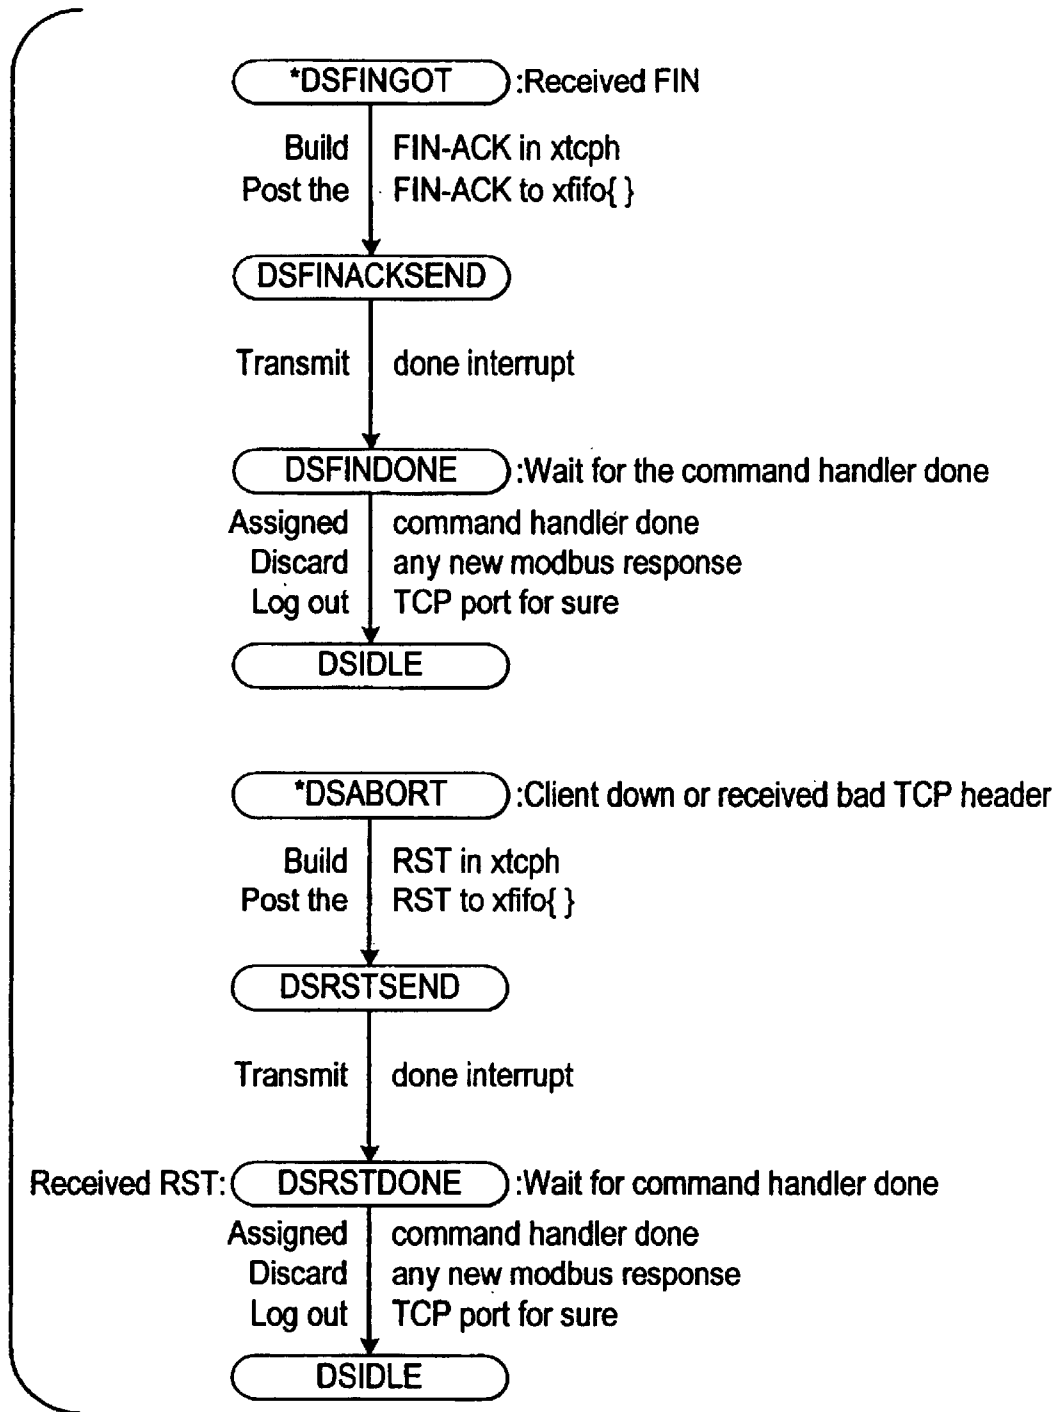 *DSFINGOT :Received FIN
Build FIN-ACK in xtcph
Post the FIN-ACK to xfifo{ }
DSFINACKSEND
Transmit done interrupt
DSFINDONE :Wait for the command handler done
Assigned command handler done
Discard any new modbus response
Log out TCP port for sure
DSIDLE
*DSABORT :Client down or received bad TCP header
Build RST in xtcph
Post the RST to xfifo{ }
DSRSTSEND
Transmit done interrupt
Received RST: DSRSTDONE :Wait for command handler done
Assigned command handler done
Discard any new modbus response
Log out TCP port for sure
DSIDLE